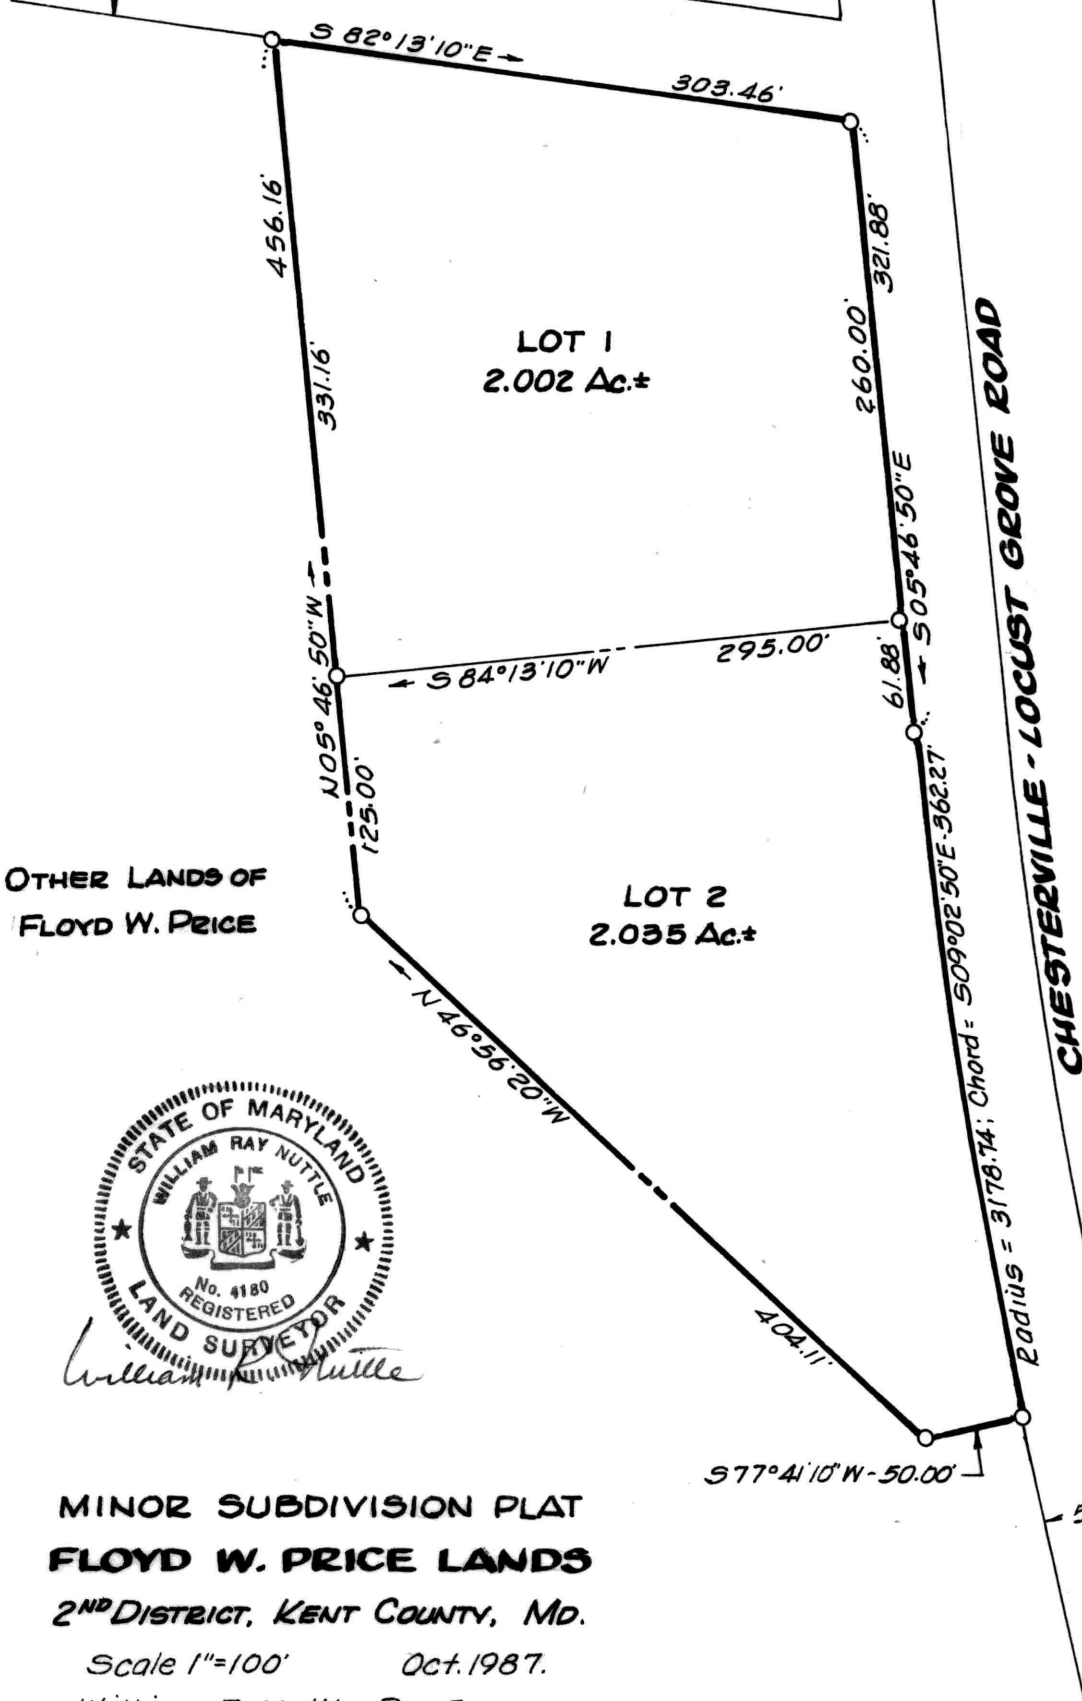 S 82°13'10"E
303.46'
456.16'
331.16'
321.88'
260.00'
LOT 1
2.002 Ac.±
S05°46'50"E
N05°46'50"W
S 84°13'10"W
295.00'
61.88'
125.00'
CHESTERVILLE - LOCUST GROVE ROAD
OTHER LANDS OF
FLOYD W. PRICE
LOT 2
2.035 Ac.±
Radius = 3178.74; Chord = S09°02'50"E-362.27'
N 46°56'20"W
404.11'
STATE OF MARYLAND
WILLIAM RAY NUTTLE
No. 4180
REGISTERED
LAND SURVEYOR
William R Nuttle
S77°41'10"W-50.00'
MINOR SUBDIVISION PLAT
FLOYD W. PRICE LANDS
2ND DISTRICT, KENT COUNTY, MD.
Scale 1"=100' Oct. 1987.